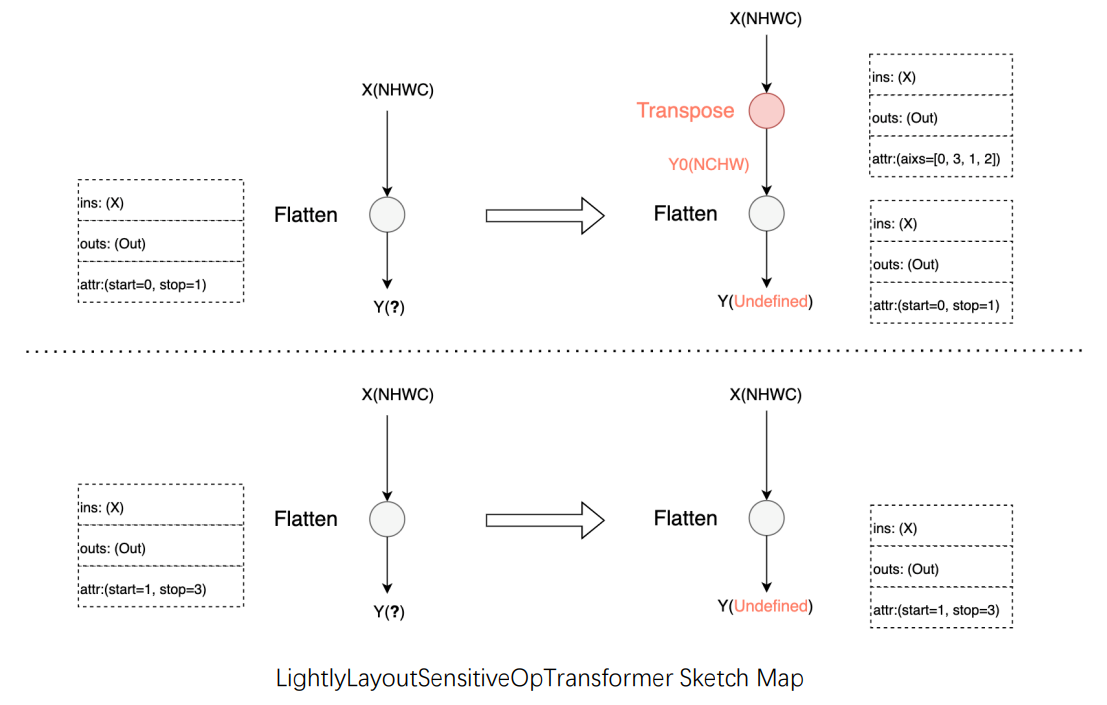 X(NHWC)
ins: (X)
outs: (Out)
attr:(start=0, stop=1)
Flatten
Y(?)
X(NHWC)
Transpose
Y0(NCHW)
Flatten
Y(Undefined)
ins: (X)
outs: (Out)
attr:(aixs=[0, 3, 1, 2])
ins: (X)
outs: (Out)
attr:(start=0, stop=1)
X(NHWC)
ins: (X)
outs: (Out)
attr:(start=1, stop=3)
Flatten
Y(?)
X(NHWC)
Flatten
Y(Undefined)
ins: (X)
outs: (Out)
attr:(start=1, stop=3)
LightlyLayoutSensitiveOpTransformer Sketch Map